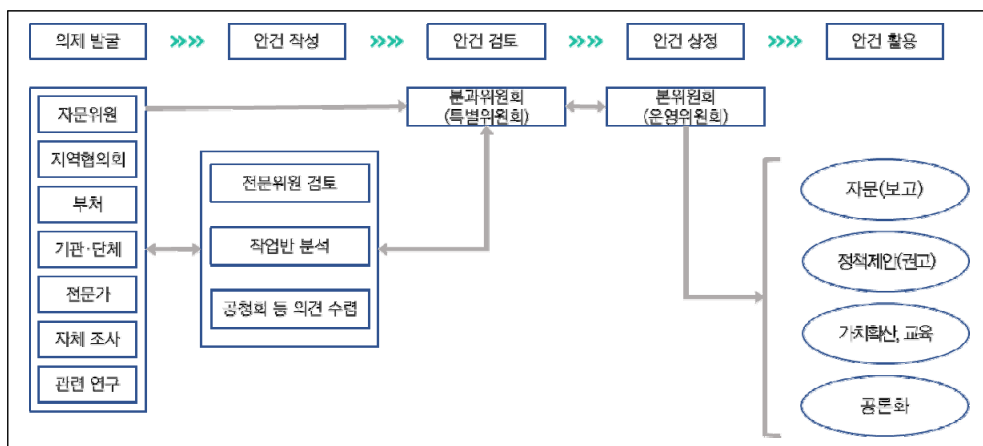 의제 발굴 »»» 안건 작성 »»» 안건 검토 »»» 안건 상정 »»» 안건 활용
자문위원
지역협의회
부처
기관·단체
전문가
자체 조사
관련 연구
전문위원 검토
작업반 분석
공청회 등 의견 수렴
분과위원회
(특별위원회)
본위원회
(운영위원회)
자문(보고)
정책제안(권고)
가치확산, 교육
공론화